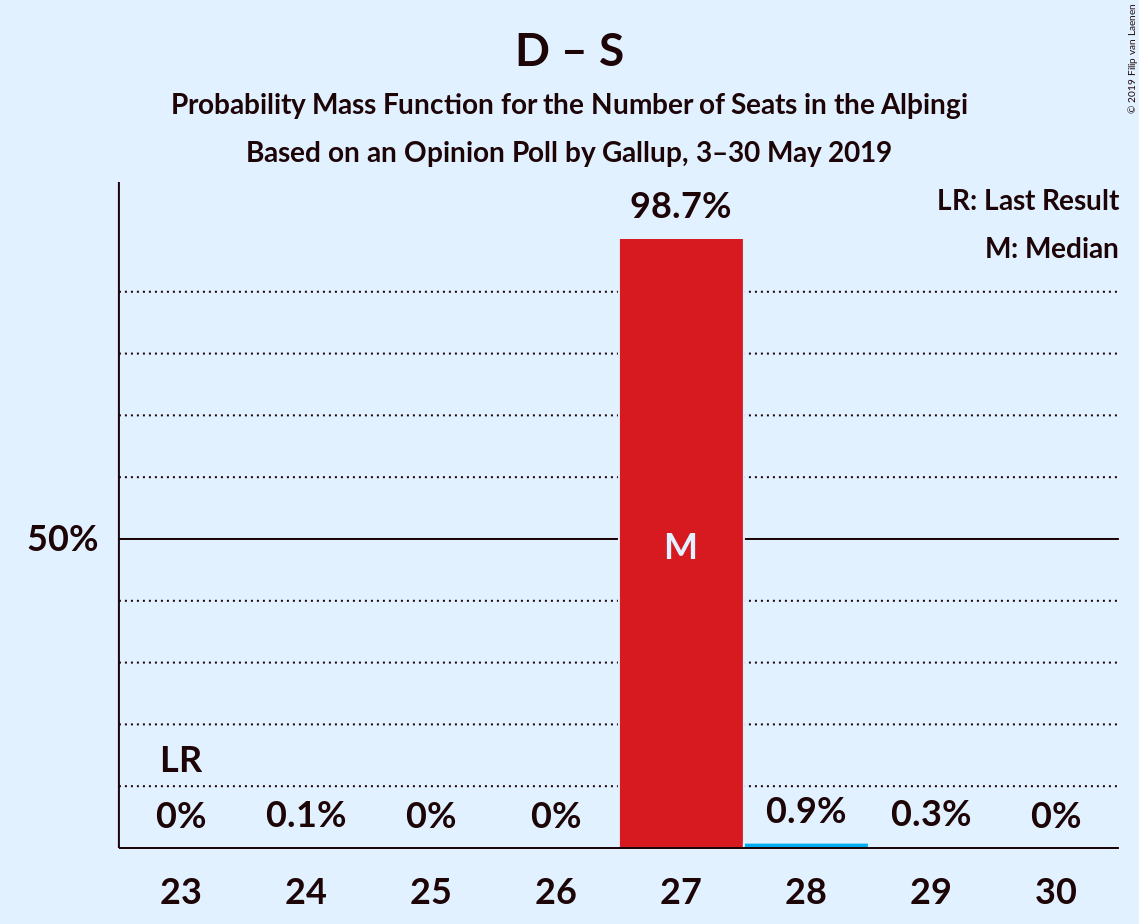 D – S
Probability Mass Function for the Number of Seats in the Alþingi
Based on an Opinion Poll by Gallup, 3–30 May 2019
© 2019 Filip van Laenen
LR: Last Result
M: Median
98.7%
50%
M
LR
0%
0.1%
0%
0%
0.9%
0.3%
0%
23
24
25
26
27
28
29
30